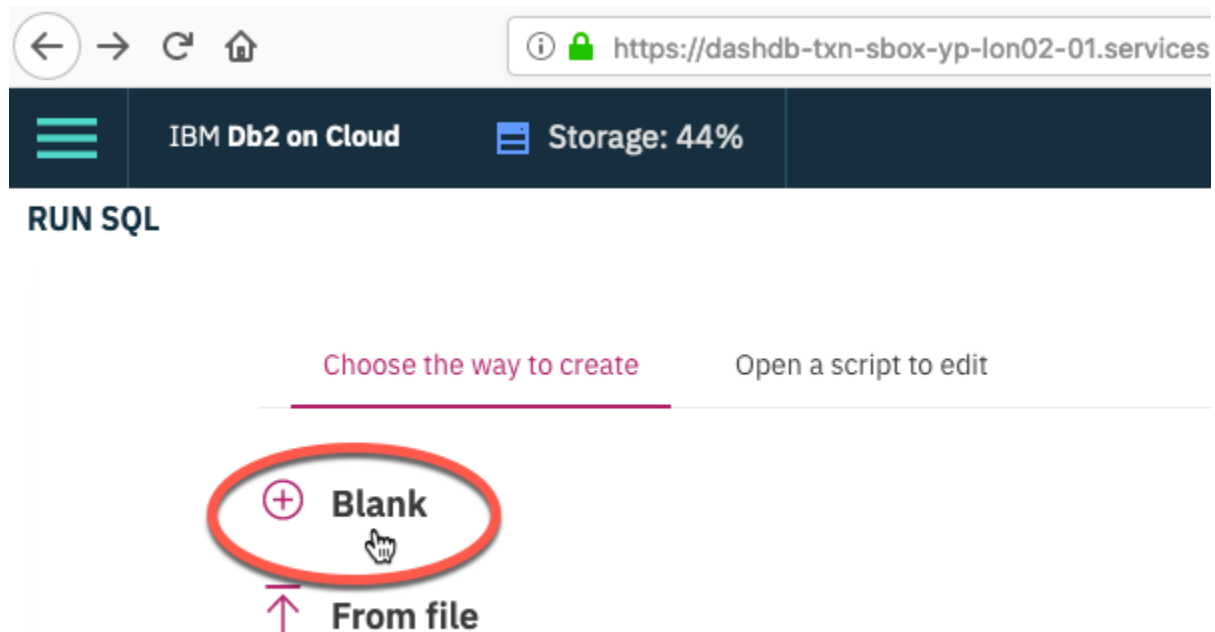 https://dashdb-txn-sbox-yp-lon02-01.services
IBM Db2 on Cloud Storage: 44%
RUN SQL
Choose the way to create Open a script to edit
Blank
From file